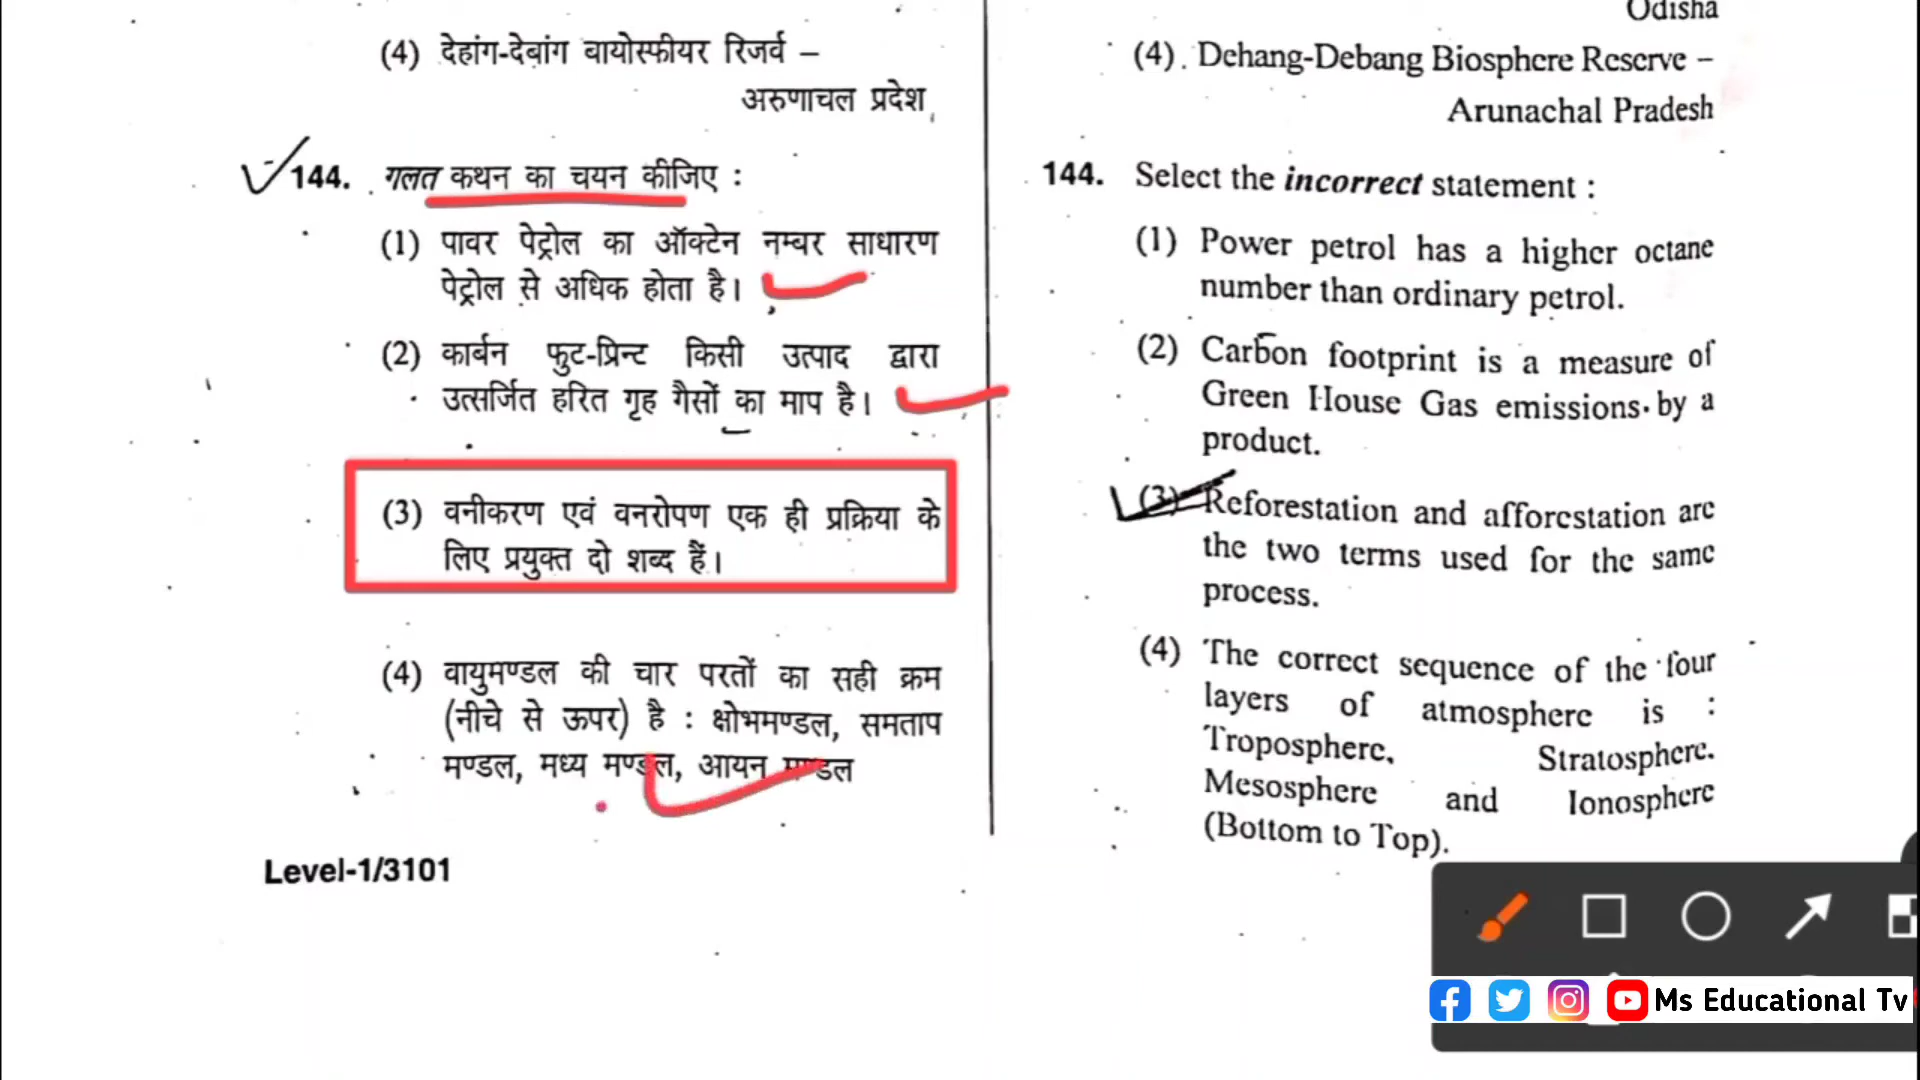 (4) देहांग-देबांग बायोस्फीयर रिजर्व –
अरुणाचल प्रदेश
144. गलत कथन का चयन कीजिए :
(1) पावर पेट्रोल का ऑक्टेन नम्बर साधारण
पेट्रोल से अधिक होता है।
(2) कार्बन फुट-प्रिन्ट किसी उत्पाद द्वारा
उत्सर्जित हरित गृह गैसों का माप है।
(3) वनीकरण एवं वनरोपण एक ही प्रक्रिया के
लिए प्रयुक्त दो शब्द हैं।
(4) वायुमण्डल की चार परतों का सही क्रम
(नीचे से ऊपर) है : क्षोभमण्डल, समताप
मण्डल, मध्य मण्डल, आयन मण्डल
Level-1/3101
Odisha
(4) Dehang-Debang Biosphere Reserve –
Arunachal Pradesh
144. Select the incorrect statement :
(1) Power petrol has a higher octane
number than ordinary petrol.
(2) Carbon footprint is a measure of
Green House Gas emissions by a
product.
(3) Reforestation and afforestation are
the two terms used for the same
process.
(4) The correct sequence of the four
layers of atmosphere is :
Troposphere, Stratosphere,
Mesosphere and Ionosphere
(Bottom to Top).
Ms Educational Tv